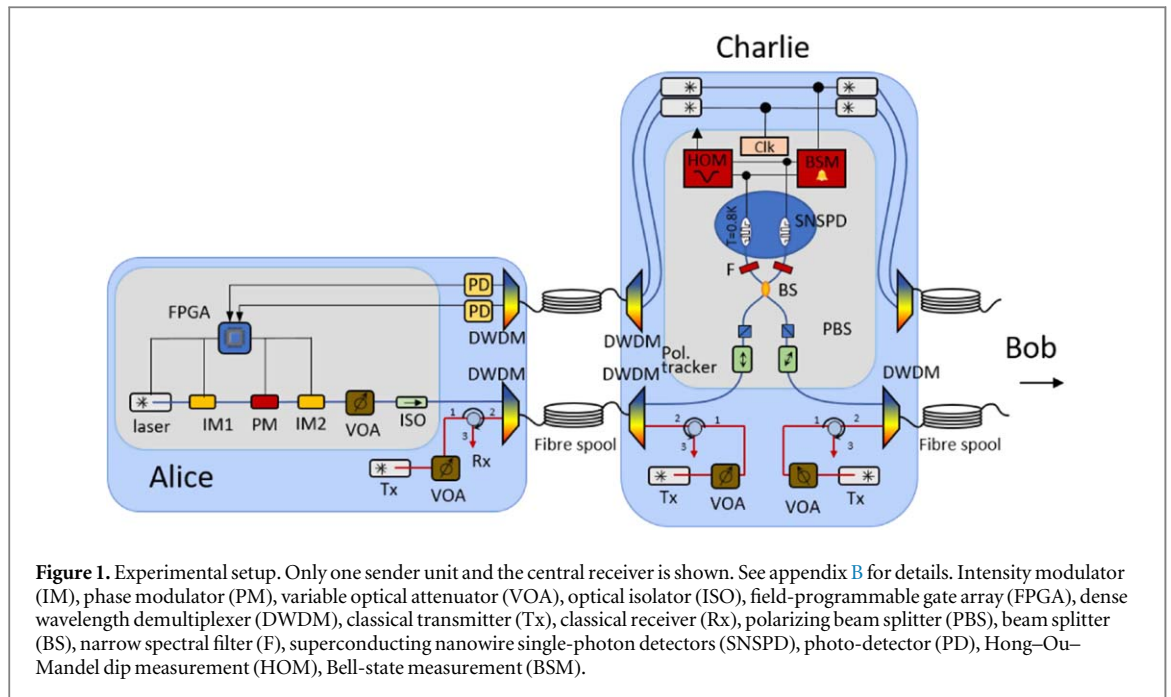 Charlie
Clk
HOM
BSM
T=0.8K
SNSPD
F
BS
PD
PD
FPGA
DWDM
DWDM
PBS
Bob
Pol.
tracker
DWDM
DWDM
DWDM
laser
IM1
PM
IM2
VOA
ISO
1
2
3
Rx
Tx
VOA
Alice
Fibre spool
2
1
3
Tx
VOA
1
2
3
VOA
Tx
Fibre spool
Figure 1. Experimental setup. Only one sender unit and the central receiver is shown. See appendix B for details. Intensity modulator
(IM), phase modulator (PM), variable optical attenuator (VOA), optical isolator (ISO), field-programmable gate array (FPGA), dense
wavelength demultiplexer (DWDM), classical transmitter (Tx), classical receiver (Rx), polarizing beam splitter (PBS), beam splitter
(BS), narrow spectral filter (F), superconducting nanowire single-photon detectors (SNSPD), photo-detector (PD), Hong–Ou–
Mandel dip measurement (HOM), Bell-state measurement (BSM).